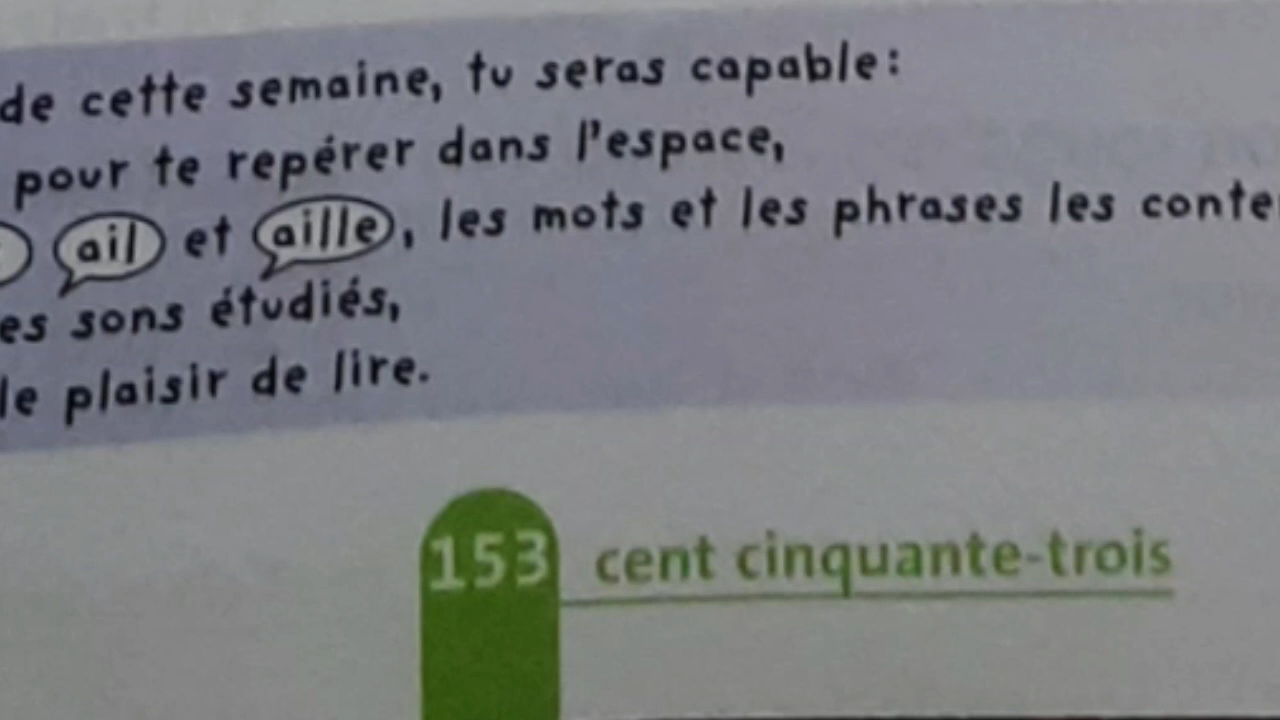 de cette semaine, tu seras capable:
pour te repérer dans l'espace,
ail et aille, les mots et les phrases les conte
es sons étudiés,
le plaisir de lire.
153 cent cinquante-trois